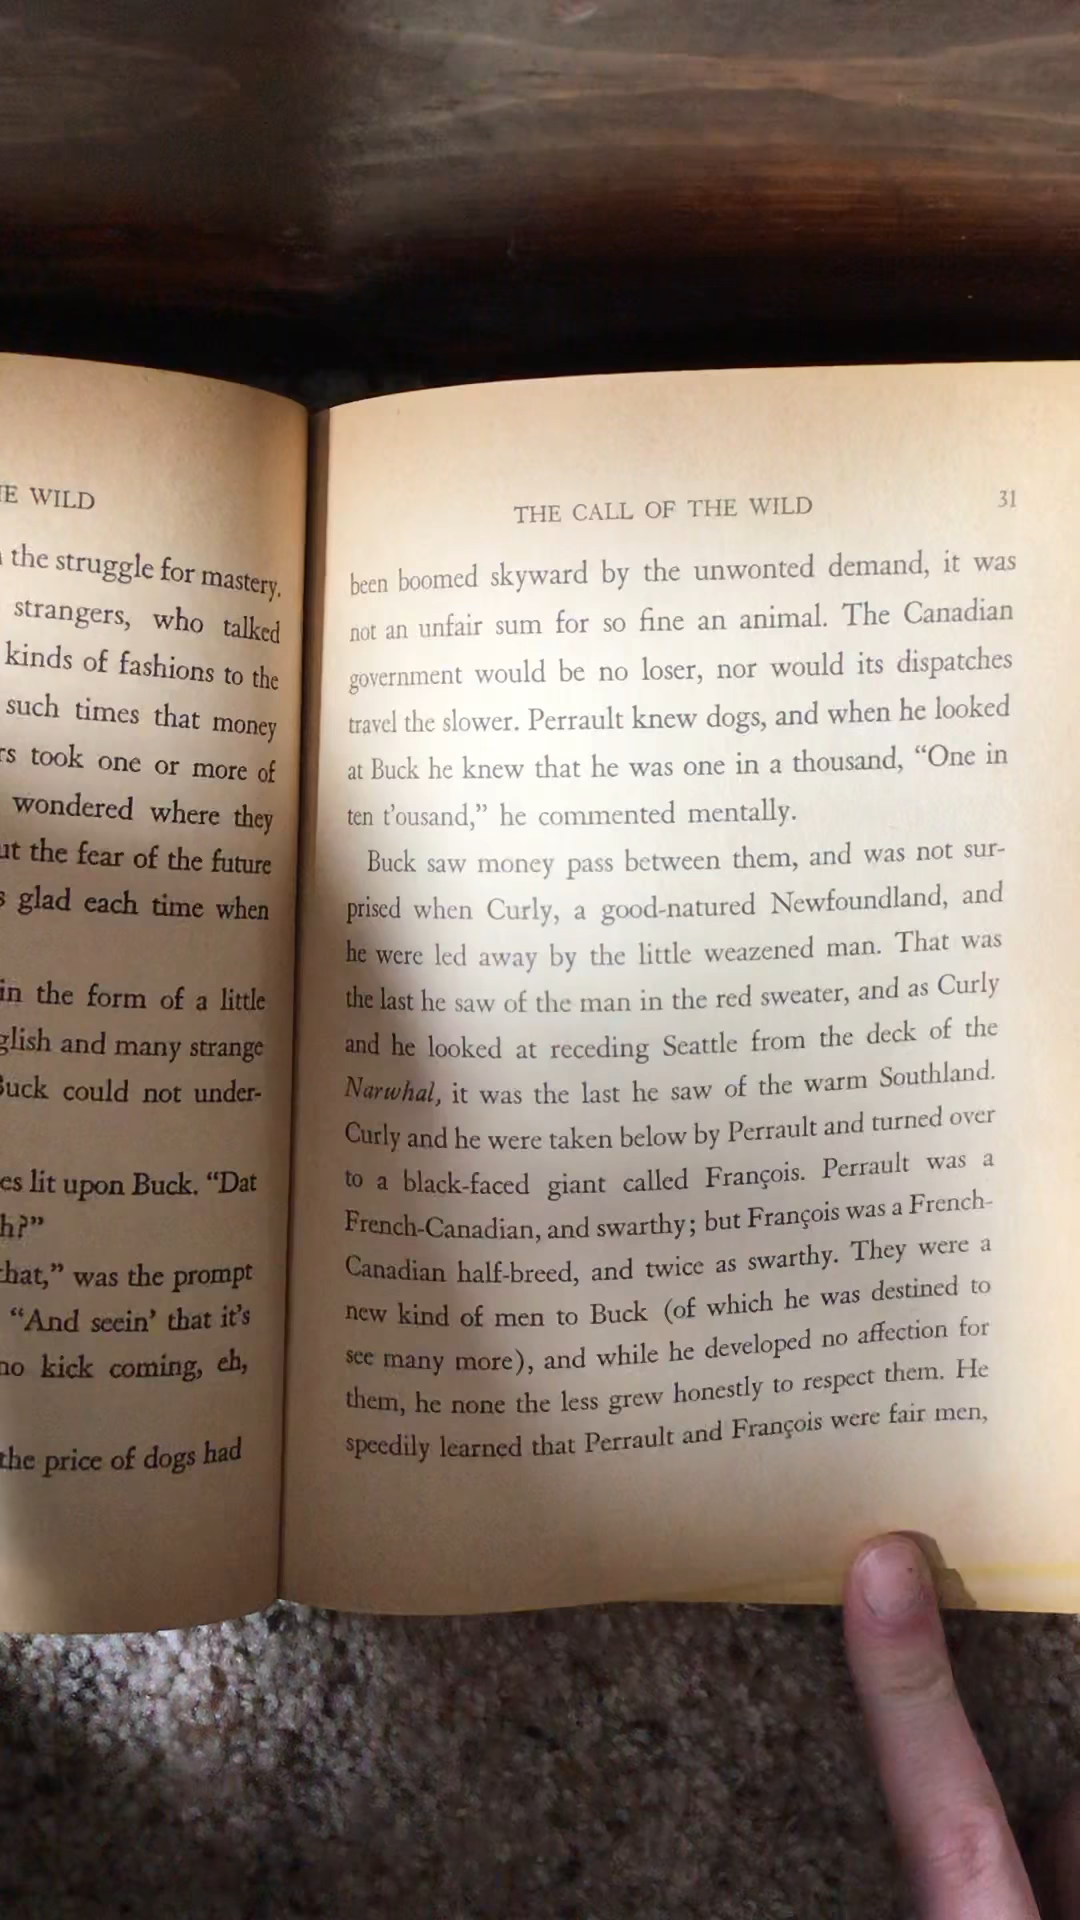 E WILD
the struggle for mastery.
strangers, who talked
kinds of fashions to the
such times that money
took one or more of
wondered where they
the fear of the future
glad each time when
in the form of a little
and many strange
Buck could not under-
lit upon Buck. “Dat
h?”
that,” was the prompt
“And seein’ that it’s
no kick coming, eh,
the price of dogs had
THE CALL OF THE WILD 31
been boomed skyward by the unwonted demand, it was
not an unfair sum for so fine an animal. The Canadian
government would be no loser, nor would its dispatches
travel the slower. Perrault knew dogs, and when he looked
at Buck he knew that he was one in a thousand, “One in
ten t’ousand,” he commented mentally.
Buck saw money pass between them, and was not sur-
prised when Curly, a good-natured Newfoundland, and
he were led away by the little weazened man. That was
the last he saw of the man in the red sweater, and as Curly
and he looked at receding Seattle from the deck of the
Narwhal, it was the last he saw of the warm Southland.
Curly and he were taken below by Perrault and turned over
to a black-faced giant called François. Perrault was a
French-Canadian, and swarthy; but François was a French-
Canadian half-breed, and twice as swarthy. They were a
new kind of men to Buck (of which he was destined to
see many more), and while he developed no affection for
them, he none the less grew honestly to respect them. He
speedily learned that Perrault and François were fair men,